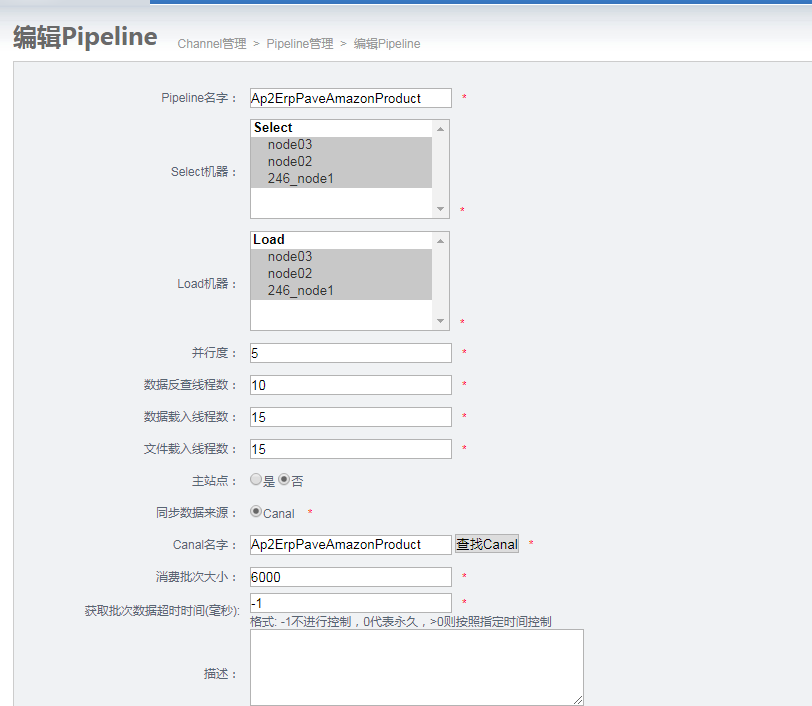 编辑Pipeline Channel管理 > Pipeline管理 > 编辑Pipeline
Pipeline名字： Ap2ErpPaveAmazonProduct *
Select机器： Select
node03
node02
246_node1
*
Load机器： Load
node03
node02
246_node1
*
并行度： 5 *
数据反查线程数： 10 *
数据载入线程数： 15 *
文件载入线程数： 15 *
主站点： 是 否
同步数据来源： Canal *
Canal名字： Ap2ErpPaveAmazonProduct 查找Canal *
消费批次大小： 6000 *
获取批次数据超时时间(毫秒): -1 *
格式: -1不进行控制，0代表永久，>0则按照指定时间控制
描述：